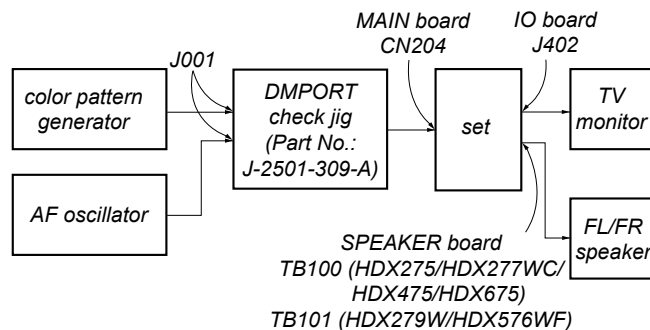 MAIN board
CN204
IO board
J402
J001
color pattern
generator
DMPORT
check jig
(Part No.:
J-2501-309-A)
set
TV
monitor
AF oscillator
FL/FR
speaker
SPEAKER board
TB100 (HDX275/HDX277WC/
HDX475/HDX675)
TB101 (HDX279W/HDX576WF)